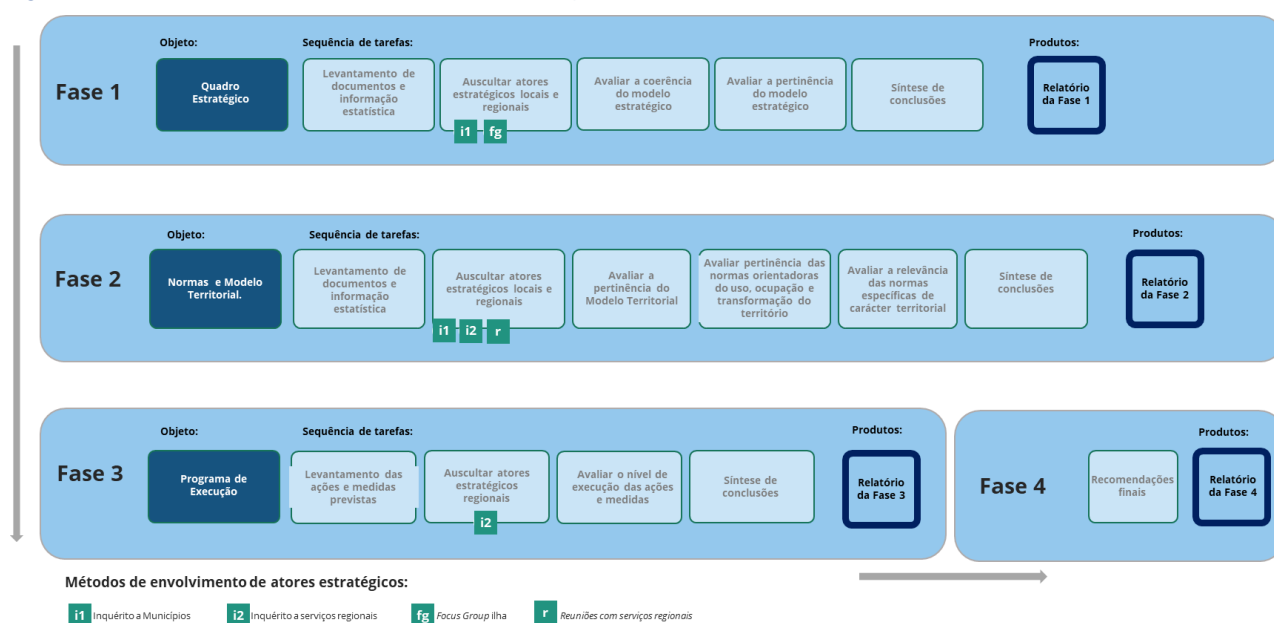 Objeto:
Sequência de tarefas:
Produtos:
Fase 1
Quadro
Estratégico
Levantamento de
documentos e
informação
estatística
Auscultar atores
estratégicos locais e
regionais
i1
fg
Avaliar a coerência
do modelo
estratégico
Avaliar a pertinência
do modelo
estratégico
Síntese de
conclusões
Relatório
da Fase 1
Objeto:
Sequência de tarefas:
Produtos:
Fase 2
Normas e Modelo
Territorial.
Levantamento de
documentos e
informação
estatística
Auscultar atores
estratégicos locais e
regionais
i1
i2
r
Avaliar a
pertinência do
Modelo Territorial
Avaliar pertinência das
normas orientadoras
do uso, ocupação e
transformação do
território
Avaliar a relevância
das normas
específicas de
carácter territorial
Síntese de
conclusões
Relatório
da Fase 2
Objeto:
Sequência de tarefas:
Produtos:
Fase 3
Programa de
Execução
Levantamento das
ações e medidas
previstas
Auscultar atores
estratégicos
regionais
i2
Avaliar o nível de
execução das ações
e medidas
Síntese de
conclusões
Relatório
da Fase 3
Produtos:
Fase 4
Recomendações
finais
Relatório
da Fase 4
Métodos de envolvimento de atores estratégicos:
i1 Inquérito a Municípios
i2 Inquérito a serviços regionais
fg Focus Group ilha
r Reuniões com serviços regionais